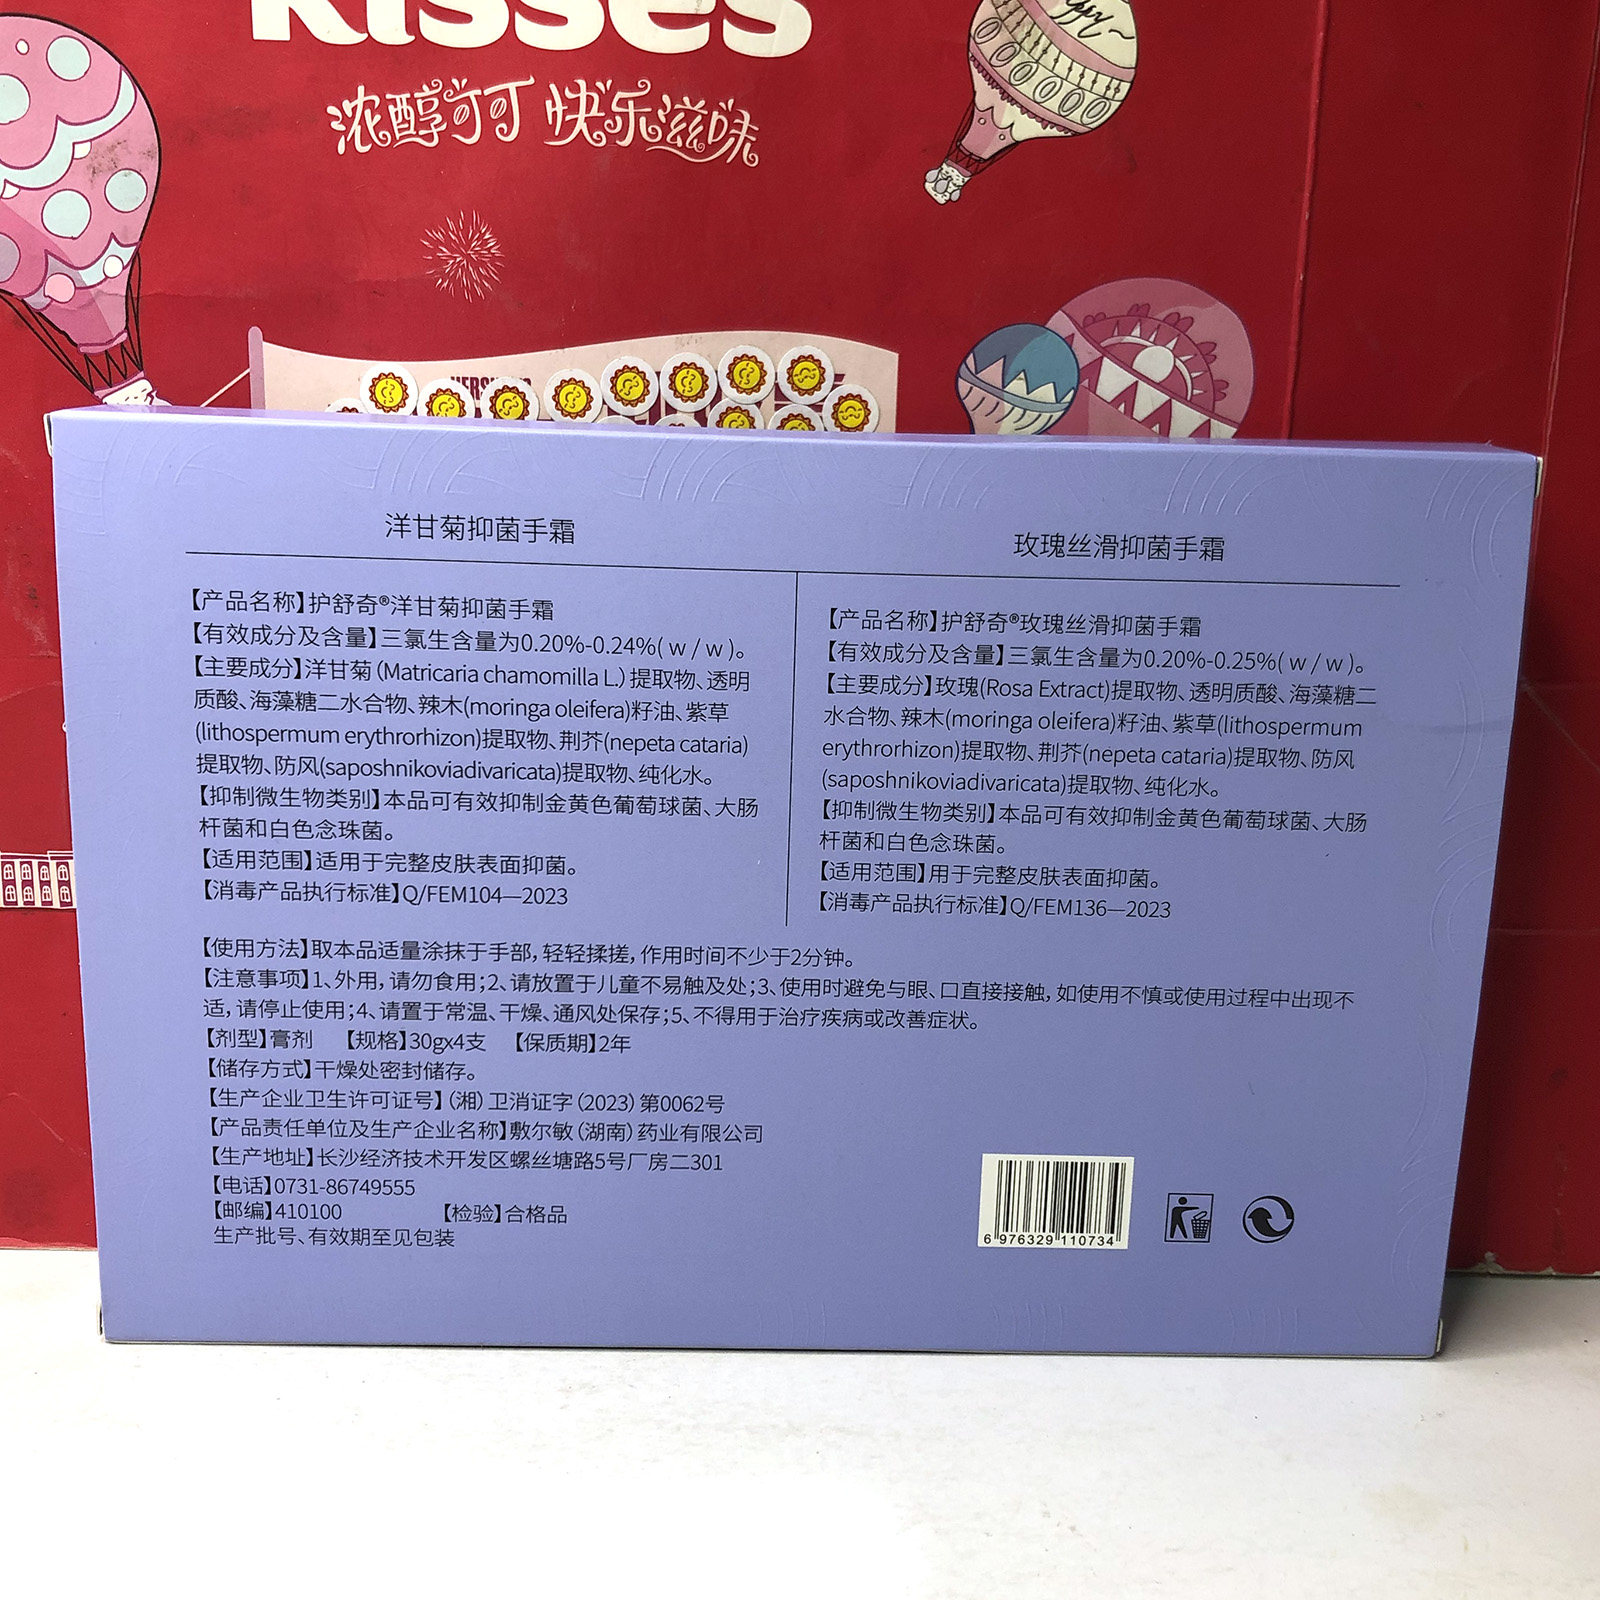 Kisses
浓醇可可 快乐滋味
洋甘菊抑菌手霜
【产品名称】护舒奇®洋甘菊抑菌手霜
【有效成分及含量】三氯生含量为0.20%-0.24%( w / w )。
【主要成分】洋甘菊 (Matricaria chamomilla L.) 提取物、透明
质酸、海藻糖二水合物、辣木(moringa oleifera)籽油、紫草
(lithospermum erythrorhizon)提取物、荆芥(nepeta cataria)
提取物、防风(saposhnikoviadivaricata)提取物、纯化水。
【抑制微生物类别】本品可有效抑制金黄色葡萄球菌、大肠
杆菌和白色念珠菌。
【适用范围】适用于完整皮肤表面抑菌。
【消毒产品执行标准】Q/FEM104—2023
玫瑰丝滑抑菌手霜
【产品名称】护舒奇®玫瑰丝滑抑菌手霜
【有效成分及含量】三氯生含量为0.20%-0.25%( w / w )。
【主要成分】玫瑰(Rosa Extract)提取物、透明质酸、海藻糖二
水合物、辣木(moringa oleifera)籽油、紫草(lithospermum
erythrorhizon)提取物、荆芥(nepeta cataria)提取物、防风
(saposhnikoviadivaricata)提取物、纯化水。
【抑制微生物类别】本品可有效抑制金黄色葡萄球菌、大肠
杆菌和白色念珠菌。
【适用范围】用于完整皮肤表面抑菌。
【消毒产品执行标准】Q/FEM136—2023
【使用方法】取本品适量涂抹于手部，轻轻揉搓，作用时间不少于2分钟。
【注意事项】1、外用，请勿食用；2、请放置于儿童不易触及处；3、使用时避免与眼、口直接接触，如使用不慎或使用过程中出现不
适，请停止使用；4、请置于常温、干燥、通风处保存；5、不得用于治疗疾病或改善症状。
【剂型】膏剂 【规格】30gx4支 【保质期】2年
【储存方式】干燥处密封储存。
【生产企业卫生许可证号】（湘）卫消证字（2023）第0062号
【产品责任单位及生产企业名称】敷尔敏（湖南）药业有限公司
【生产地址】长沙经济技术开发区螺丝塘路5号厂房二301
【电话】0731-86749555
【邮编】410100 【检验】合格品
生产批号、有效期至见包装
6 976329 110734